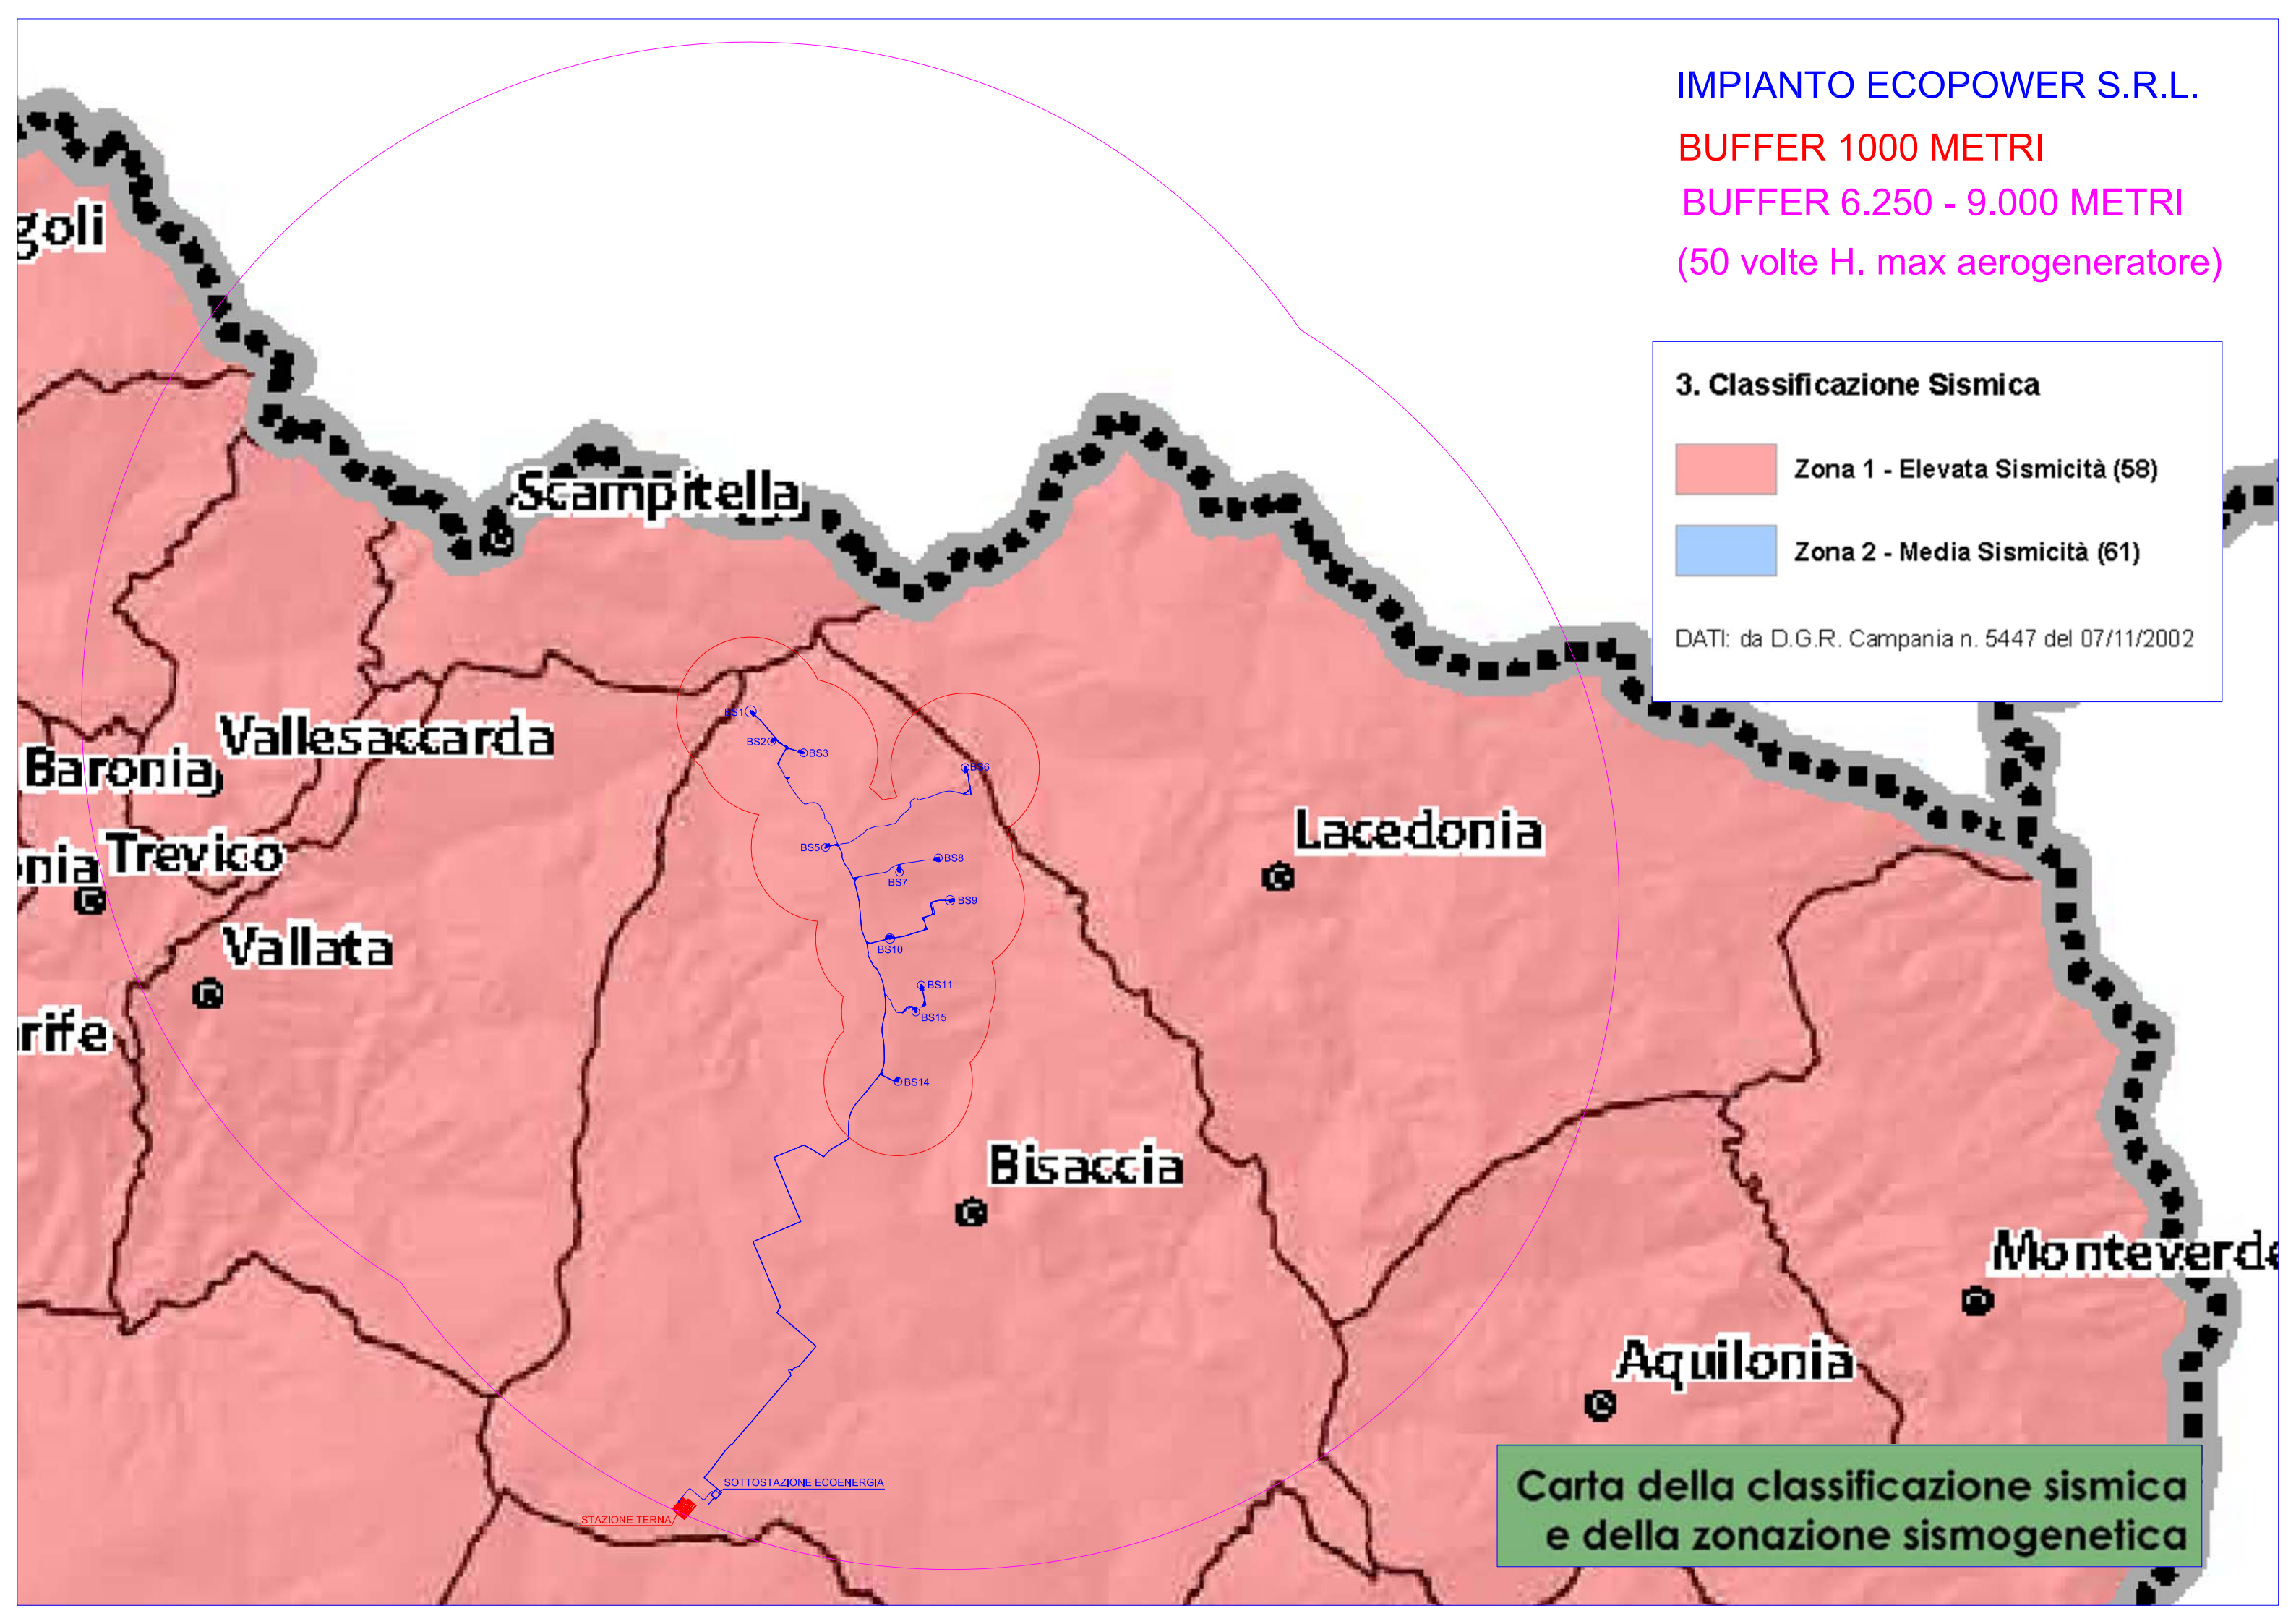 IMPIANTO ECOPOWER S.R.L.
BUFFER 1000 METRI
BUFFER 6.250 - 9.000 METRI
(50 volte H. max aerogeneratore)
3. Classificazione Sismica
Zona 1 - Elevata Sismicità (58)
Zona 2 - Media Sismicità (61)
DATI: da D.G.R. Campania n. 5447 del 07/11/2002
goli
Scampitella
Vallesaccarda
Baronia
BS1
BS2
BS3
BS6
Lacedonia
nia
Trevico
BS5
BS8
BS7
BS9
Vallata
BS10
BS11
BS15
rife
BS14
Bisaccia
Monteverde
Aquilonia
SOTTOSTAZIONE ECOENERGIA
STAZIONE TERNA
Carta della classificazione sismica
e della zonazione sismogenetica